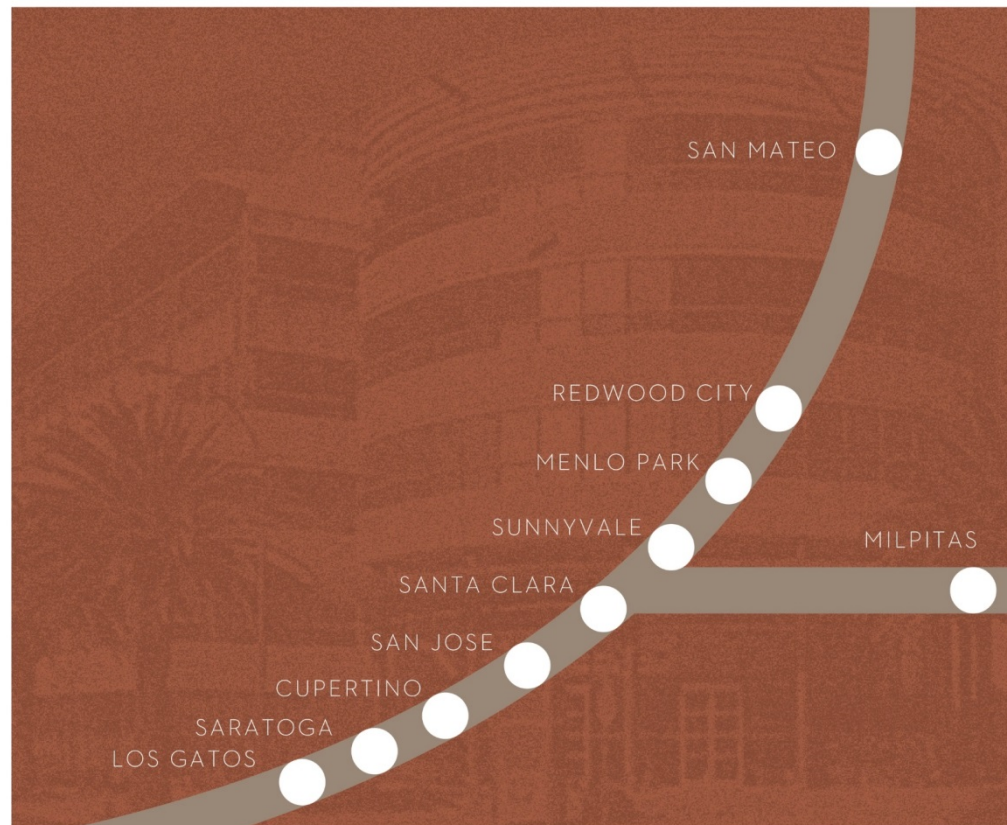 SAN MATEO
REDWOOD CITY
MENLO PARK
SUNNYVALE
MILPITAS
SANTA CLARA
SAN JOSE
CUPERTINO
SARATOGA
LOS GATOS